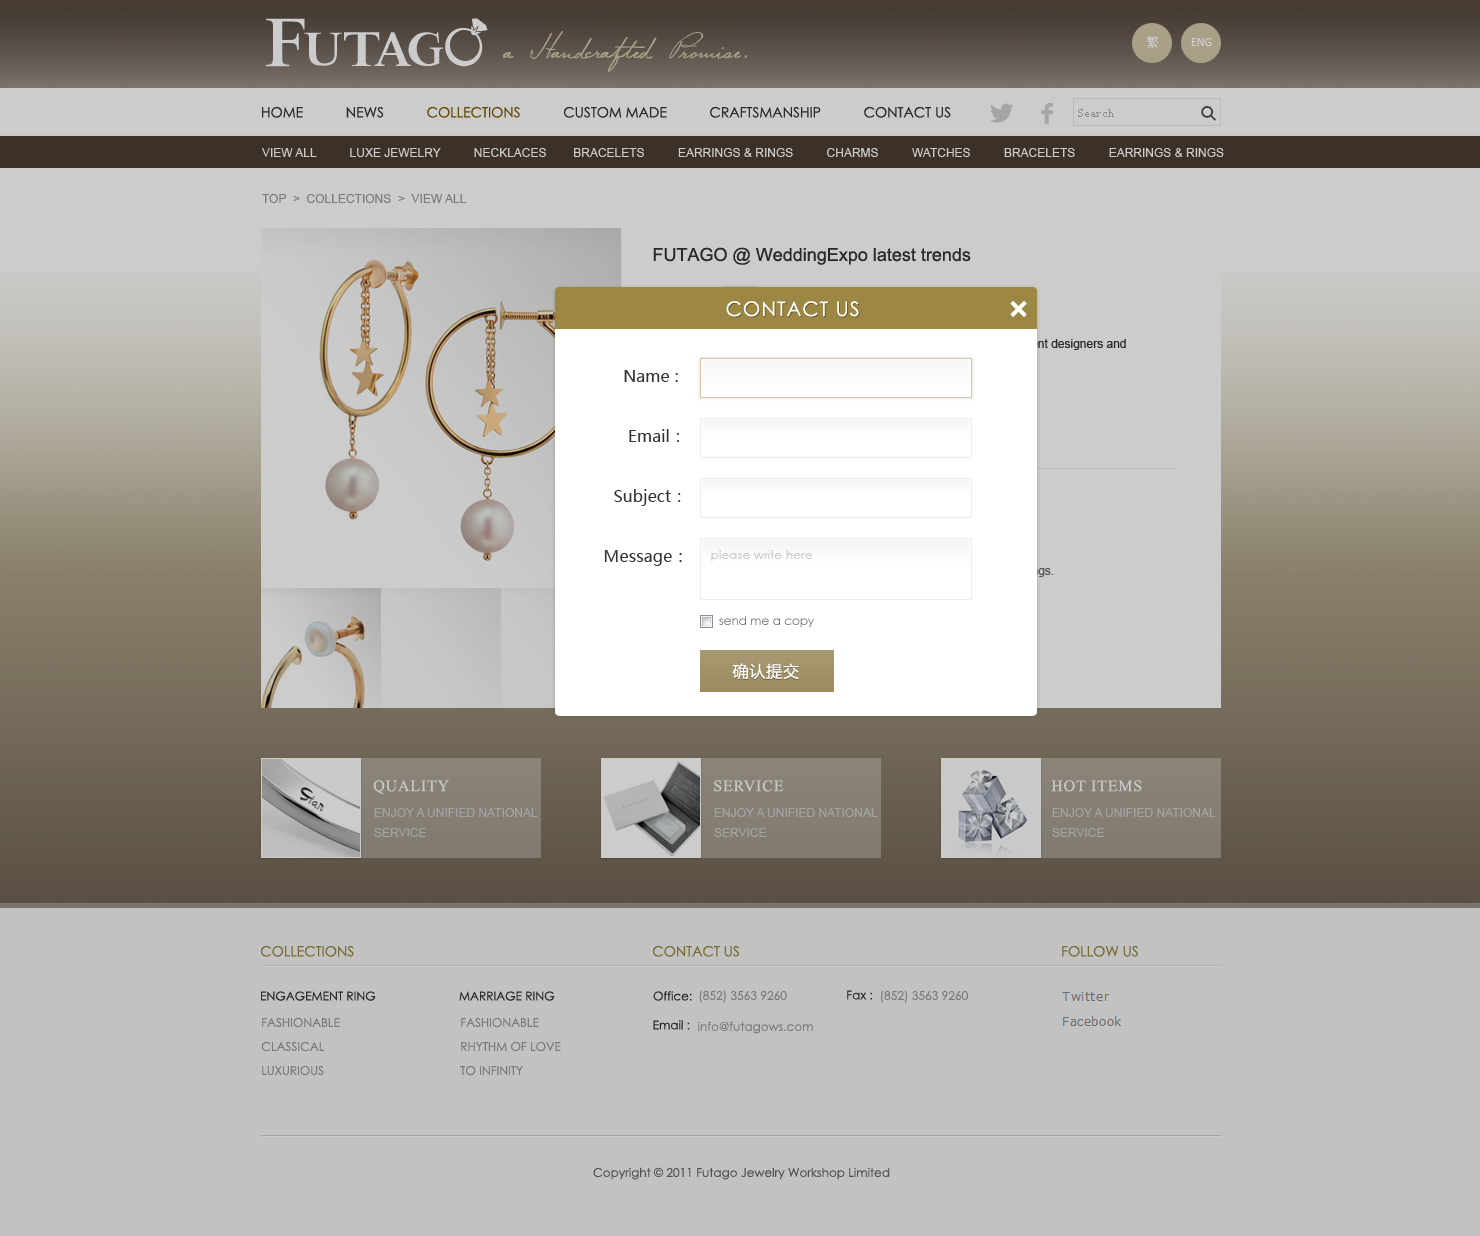 FUTAGO a Handcrafted Promise.
繁 ENG
HOME NEWS COLLECTIONS CUSTOM MADE CRAFTSMANSHIP CONTACT US Search
VIEW ALL LUXE JEWELRY NECKLACES BRACELETS EARRINGS & RINGS CHARMS WATCHES BRACELETS EARRINGS & RINGS
TOP > COLLECTIONS > VIEW ALL
FUTAGO @ WeddingExpo latest trends
CONTACT US
designers and
Name :
Email :
Subject :
Message : please write here
send me a copy
确认提交
QUALITY
ENJOY A UNIFIED NATIONAL
SERVICE
SERVICE
ENJOY A UNIFIED NATIONAL
SERVICE
HOT ITEMS
ENJOY A UNIFIED NATIONAL
SERVICE
COLLECTIONS
ENGAGEMENT RING
FASHIONABLE
CLASSICAL
LUXURIOUS
MARRIAGE RING
FASHIONABLE
RHYTHM OF LOVE
TO INFINITY
CONTACT US
Office: (852) 3563 9260 Fax : (852) 3563 9260
Email : info@futagows.com
FOLLOW US
Twitter
Facebook
Copyright © 2011 Futago Jewelry Workshop Limited